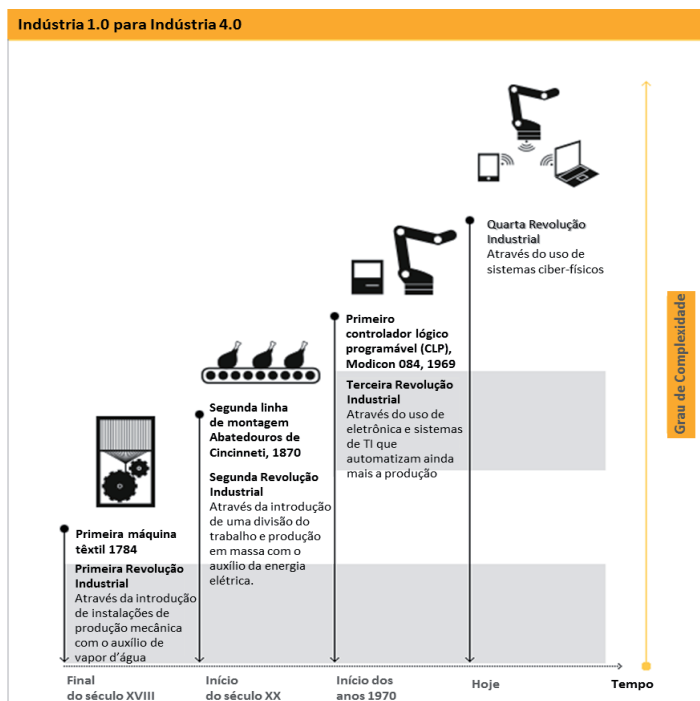 Indústria 1.0 para Indústria 4.0
Quarta Revolução
Industrial
Através do uso de
sistemas ciber-físicos
Primeiro
controlador lógico
programável (CLP),
Modicon 084, 1969
Terceira Revolução
Industrial
Através do uso de
eletrônica e sistemas
de TI que
automatizam ainda
mais a produção
Segunda linha
de montagem
Abatedouros de
Cincinneti, 1870
Segunda Revolução
Industrial
Através da introdução
de uma divisão do
trabalho e produção
em massa com o
auxílio da energia
elétrica.
Primeira máquina
têxtil 1784
Primeira Revolução
Industrial
Através da introdução
de instalações de
produção mecânica
com o auxílio de
vapor d’água
Grau de Complexidade
Final
do século XVIII
Início
do século XX
Início dos
anos 1970
Hoje
Tempo